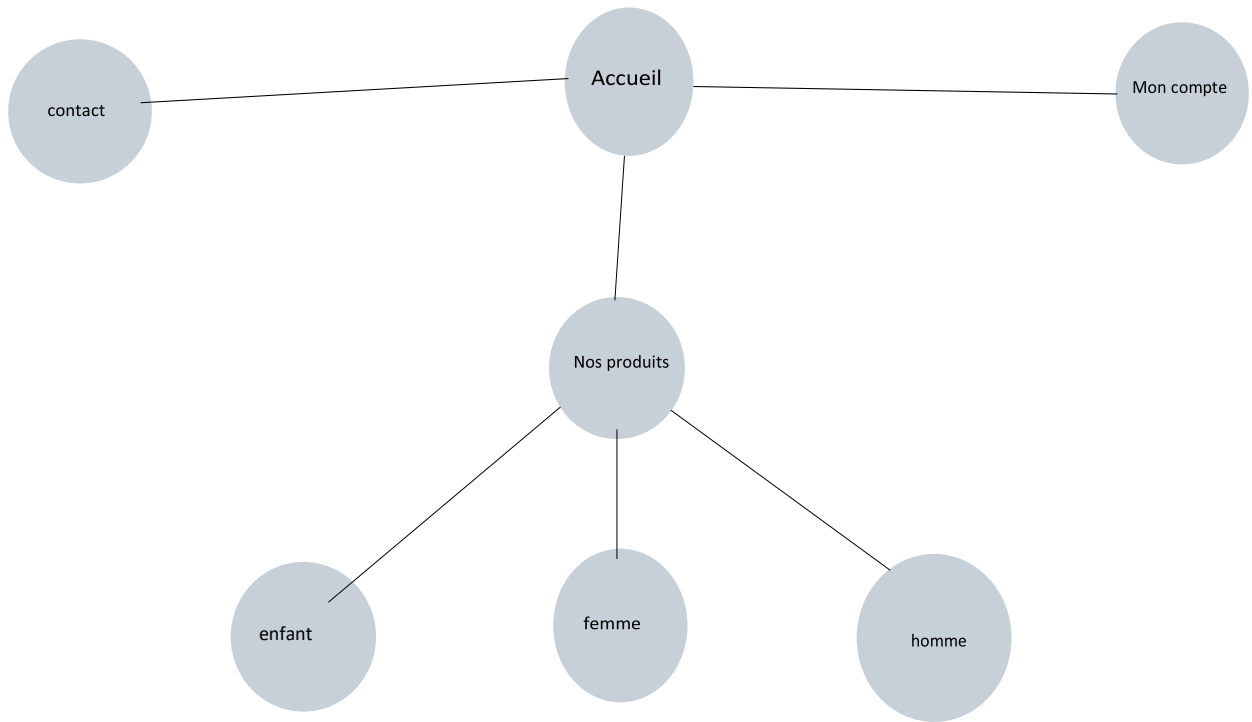 Accueil
contact
Mon compte
Nos produits
enfant
femme
homme